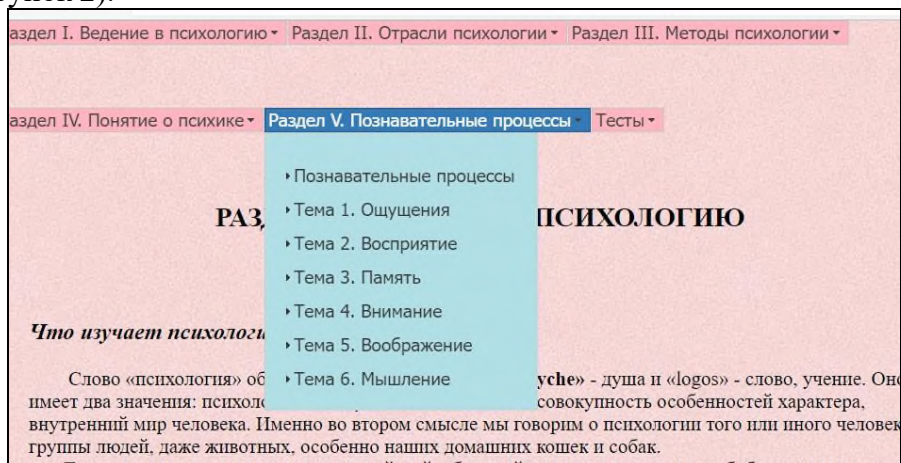 аздел I. Ведение в психологию Раздел II. Отрасли психологии Раздел III. Методы психологии
аздел IV. Понятие о психике Раздел V. Познавательные процессы Тесты
Познавательные процессы
Тема 1. Ощущения
РАЗ ПСИХОЛОГИЮ
Тема 2. Восприятие
Тема 3. Память
Тема 4. Внимание
Что изучает психологи
Тема 5. Воображение
Слово «психология» об Тема 6. Мышление yche» - душа и «logos» - слово, учение. Оно
имеет два значения: психоло совокупность особенностей характера,
внутренний мир человека. Именно во втором смысле мы говорим о психологии того или иного человек
группы людей, даже животных, особенно наших домашних кошек и собак.